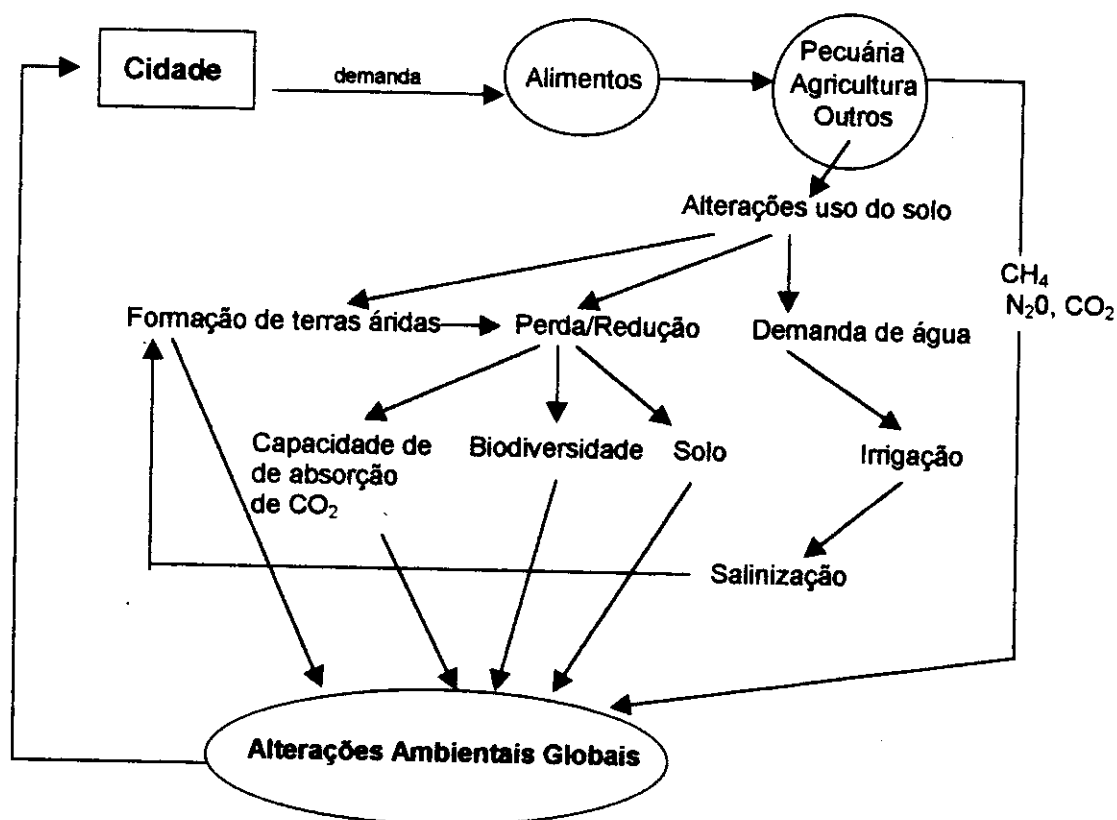 Cidade
demanda
Alimentos
Pecuária
Agricultura
Outros
Alterações uso do solo
CH₄
N₂0, CO₂
Formação de terras áridas
Perda/Redução
Demanda de água
Capacidade de
de absorção
de CO₂
Biodiversidade
Solo
Irrigação
Salinização
Alterações Ambientais Globais